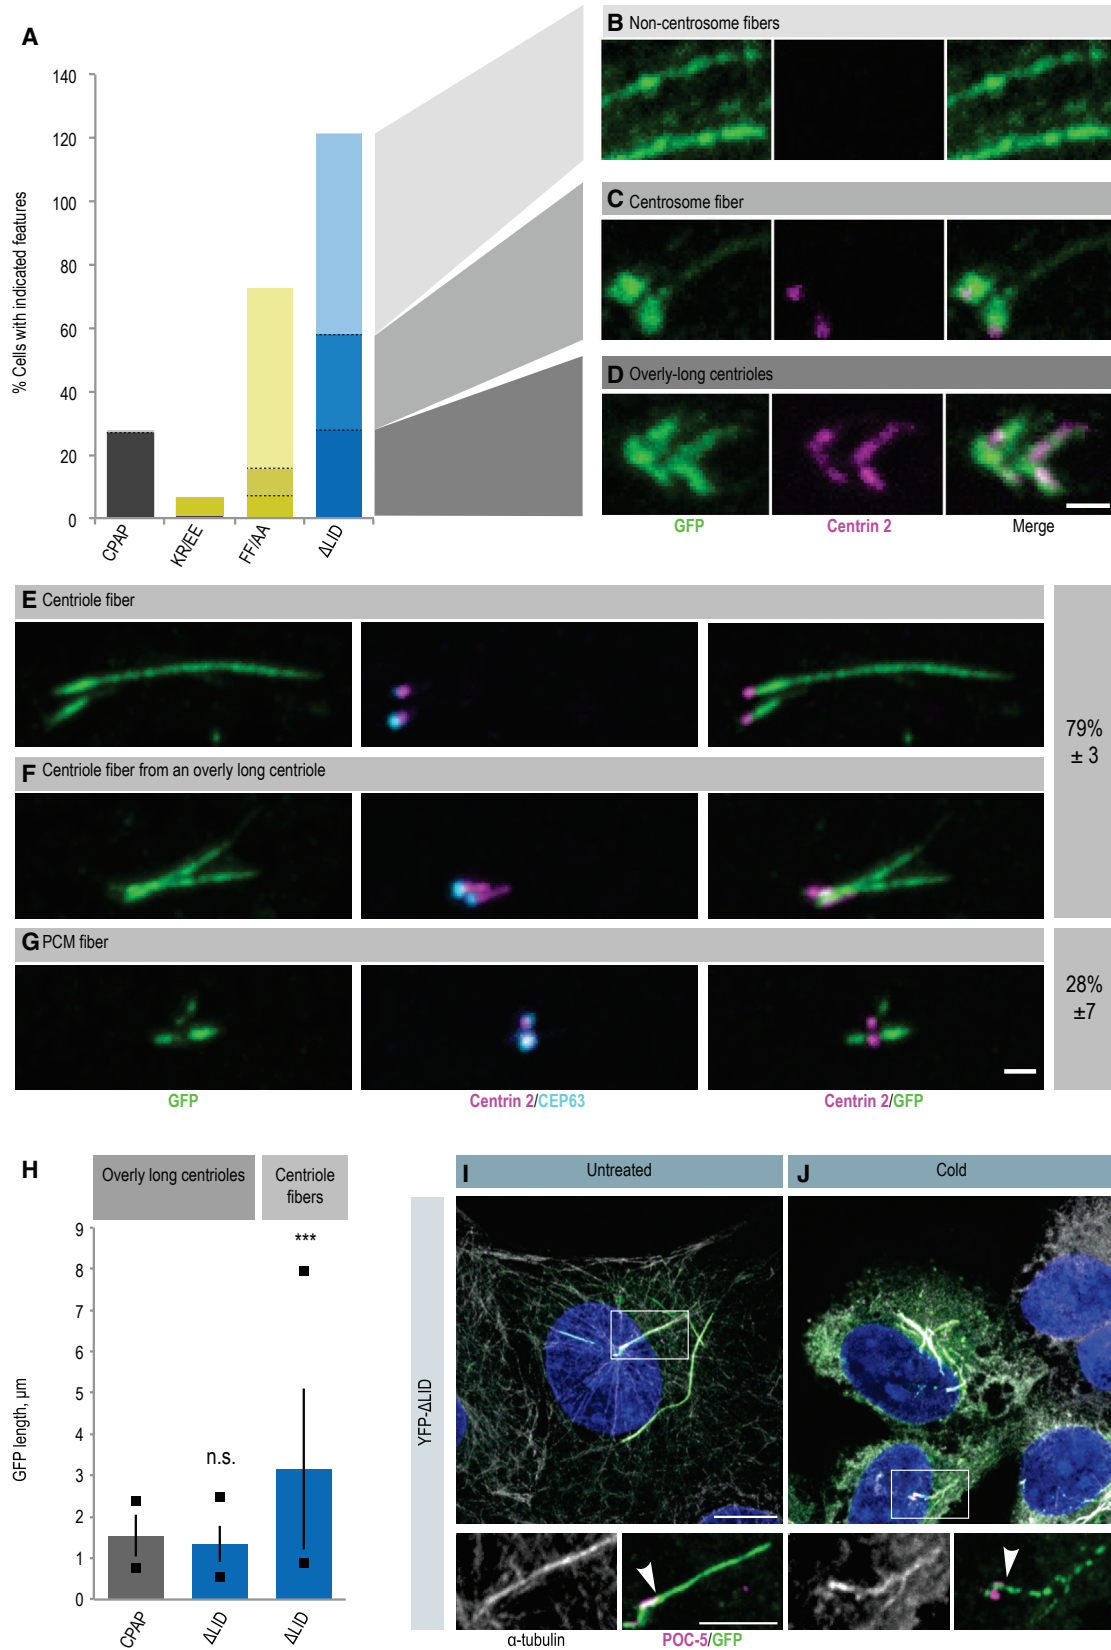 A
140
120
100
80
60
40
20
0
% Cells with indicated features
CPAP
KR/EE
FF/AA
ΔLID
B Non-centrosome fibers
C Centrosome fiber
D Overly-long centrioles
GFP
Centrin 2
Merge
E Centriole fiber
F Centriole fiber from an overly long centriole
79%
± 3
G PCM fiber
28%
±7
GFP
Centrin 2/CEP63
Centrin 2/GFP
H
Overly long centrioles
Centriole
fibers
9
8
7
6
5
4
3
2
1
0
GFP length, µm
n.s.
***
CPAP
ΔLID
ΔLID
I Untreated
J Cold
YFP-ΔLID
α-tubulin
POC-5/GFP